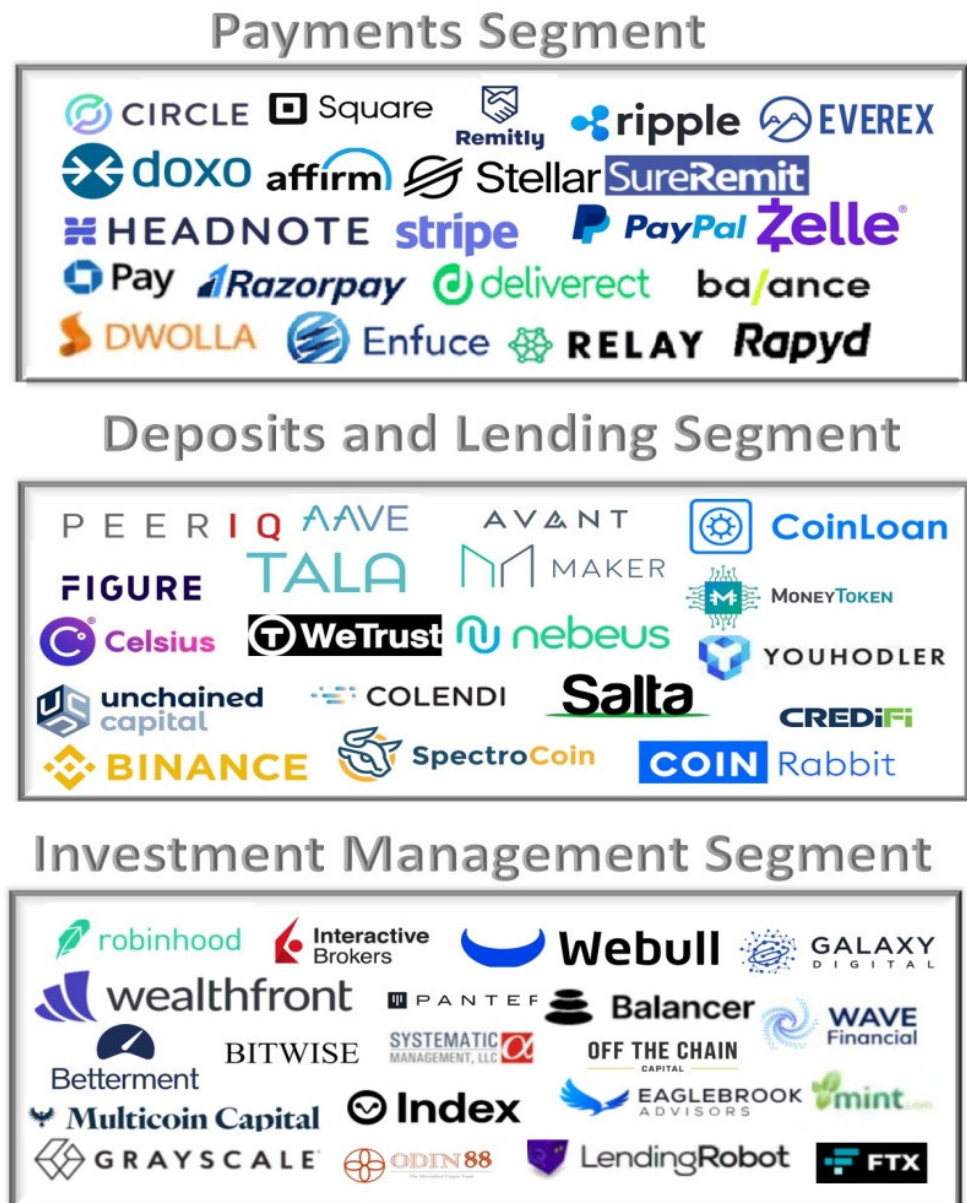 Payments Segment
CIRCLE Square Remitly ripple EVEREX
doxo affirm Stellar SureRemit
HEADNOTE stripe PayPal Zelle®
Pay Razorpay deliverect ba/ance
DWOLLA Enfuce RELAY Rapyd
Deposits and Lending Segment
PEERIQ AAVE AVANT CoinLoan
FIGURE TALA MAKER MONEYTOKEN
Celsius® WeTrust nebeus YOUHODLER
unchained
capital
COLENDI Salta CREDiFi
BINANCE SpectroCoin COIN Rabbit
Investment Management Segment
robinhood Interactive
Brokers
Webull GALAXY
DIGITAL
wealthfront PANTER Balancer WAVE
Financial
Betterment BITWISE SYSTEMATIC
MANAGEMENT, LLC α
OFF THE CHAIN
CAPITAL
Multicoin Capital Index EAGLEBROOK
ADVISORS
mint.com
GRAYSCALE ODIN88 LendingRobot FTX